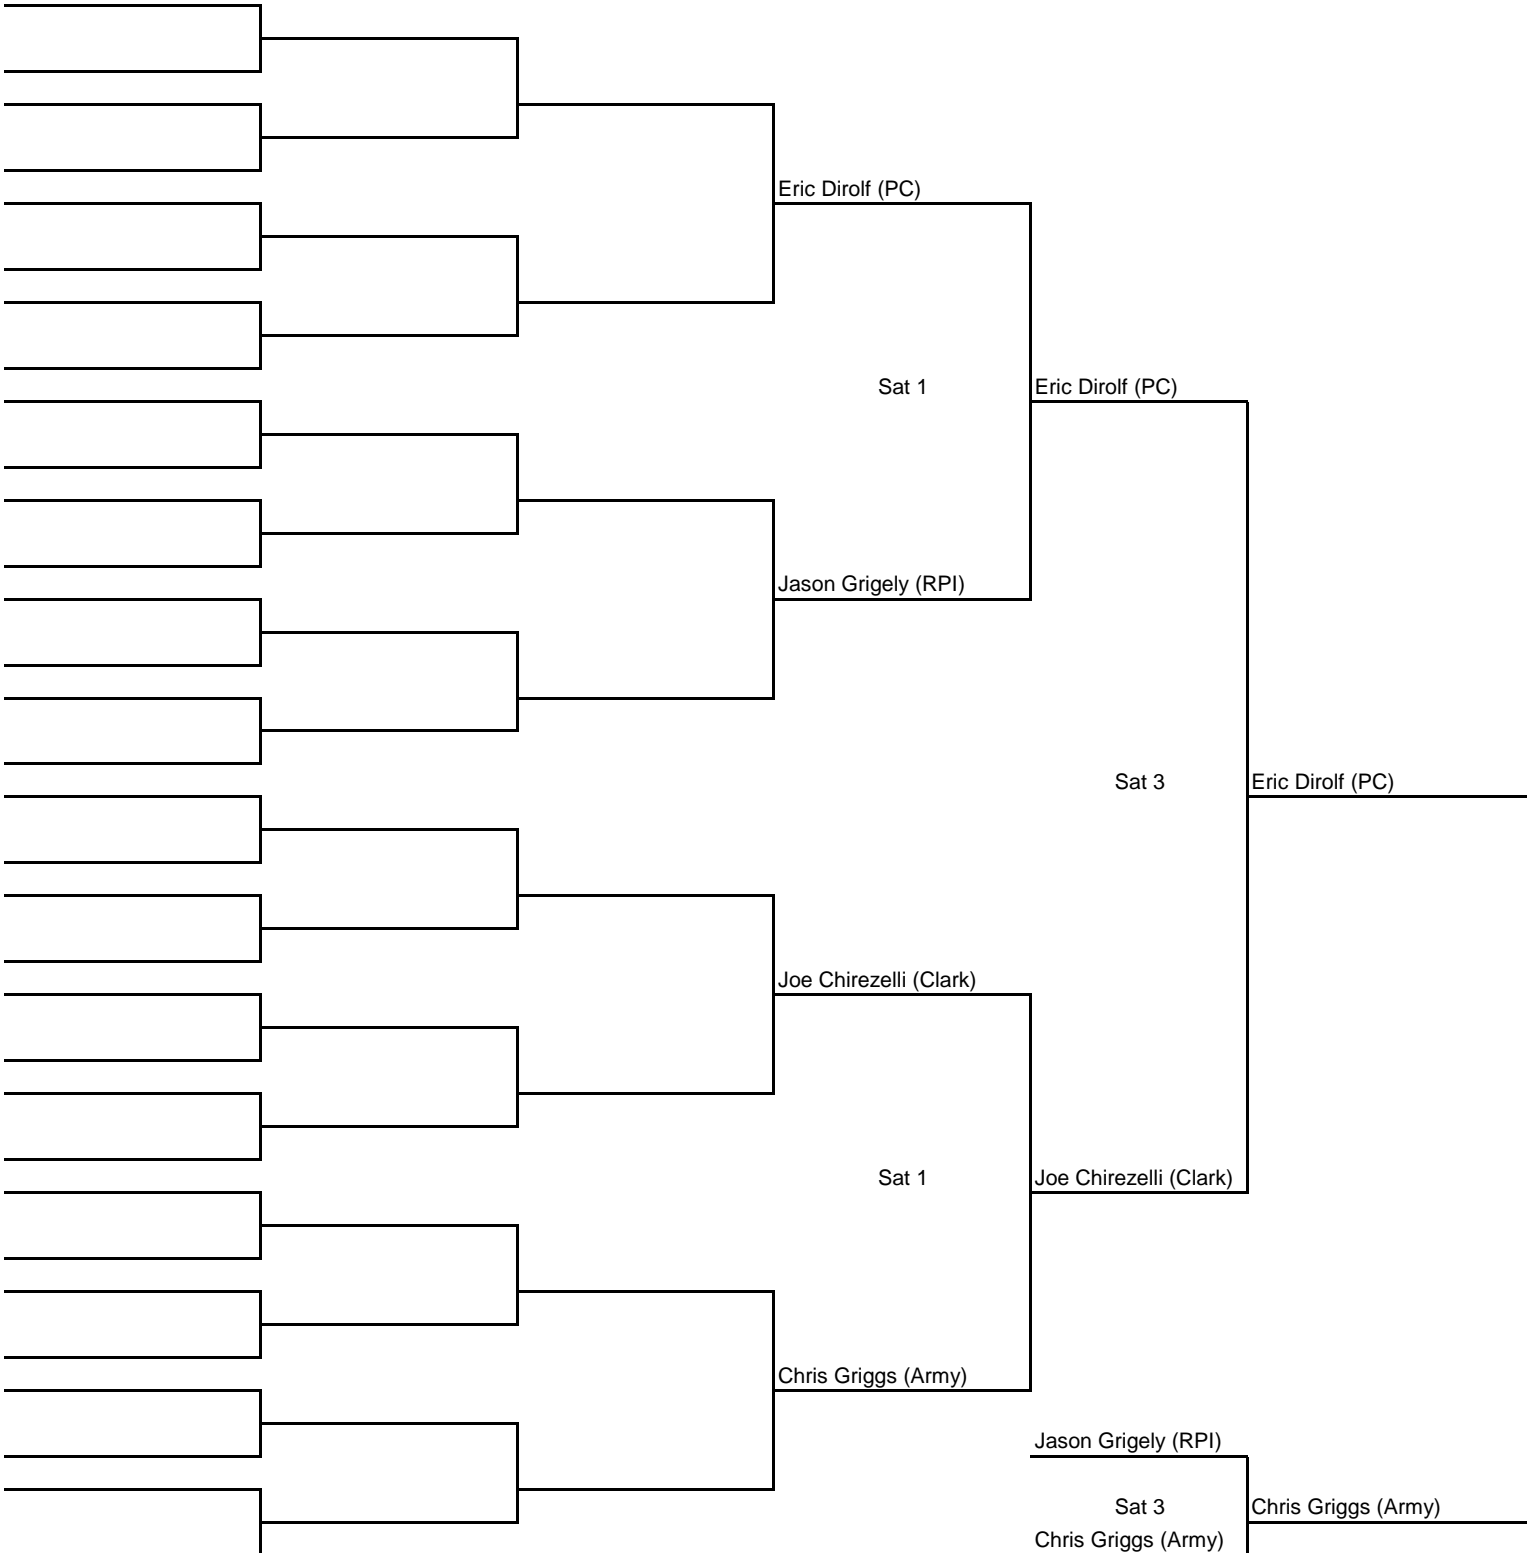 Eric Dirolf (PC)
Sat 1
Eric Dirolf (PC)
Jason Grigely (RPI)
Sat 3
Eric Dirolf (PC)
Joe Chirezelli (Clark)
Sat 1
Joe Chirezelli (Clark)
Chris Griggs (Army)
Jason Grigely (RPI)
Sat 3
Chris Griggs (Army)
Chris Griggs (Army)